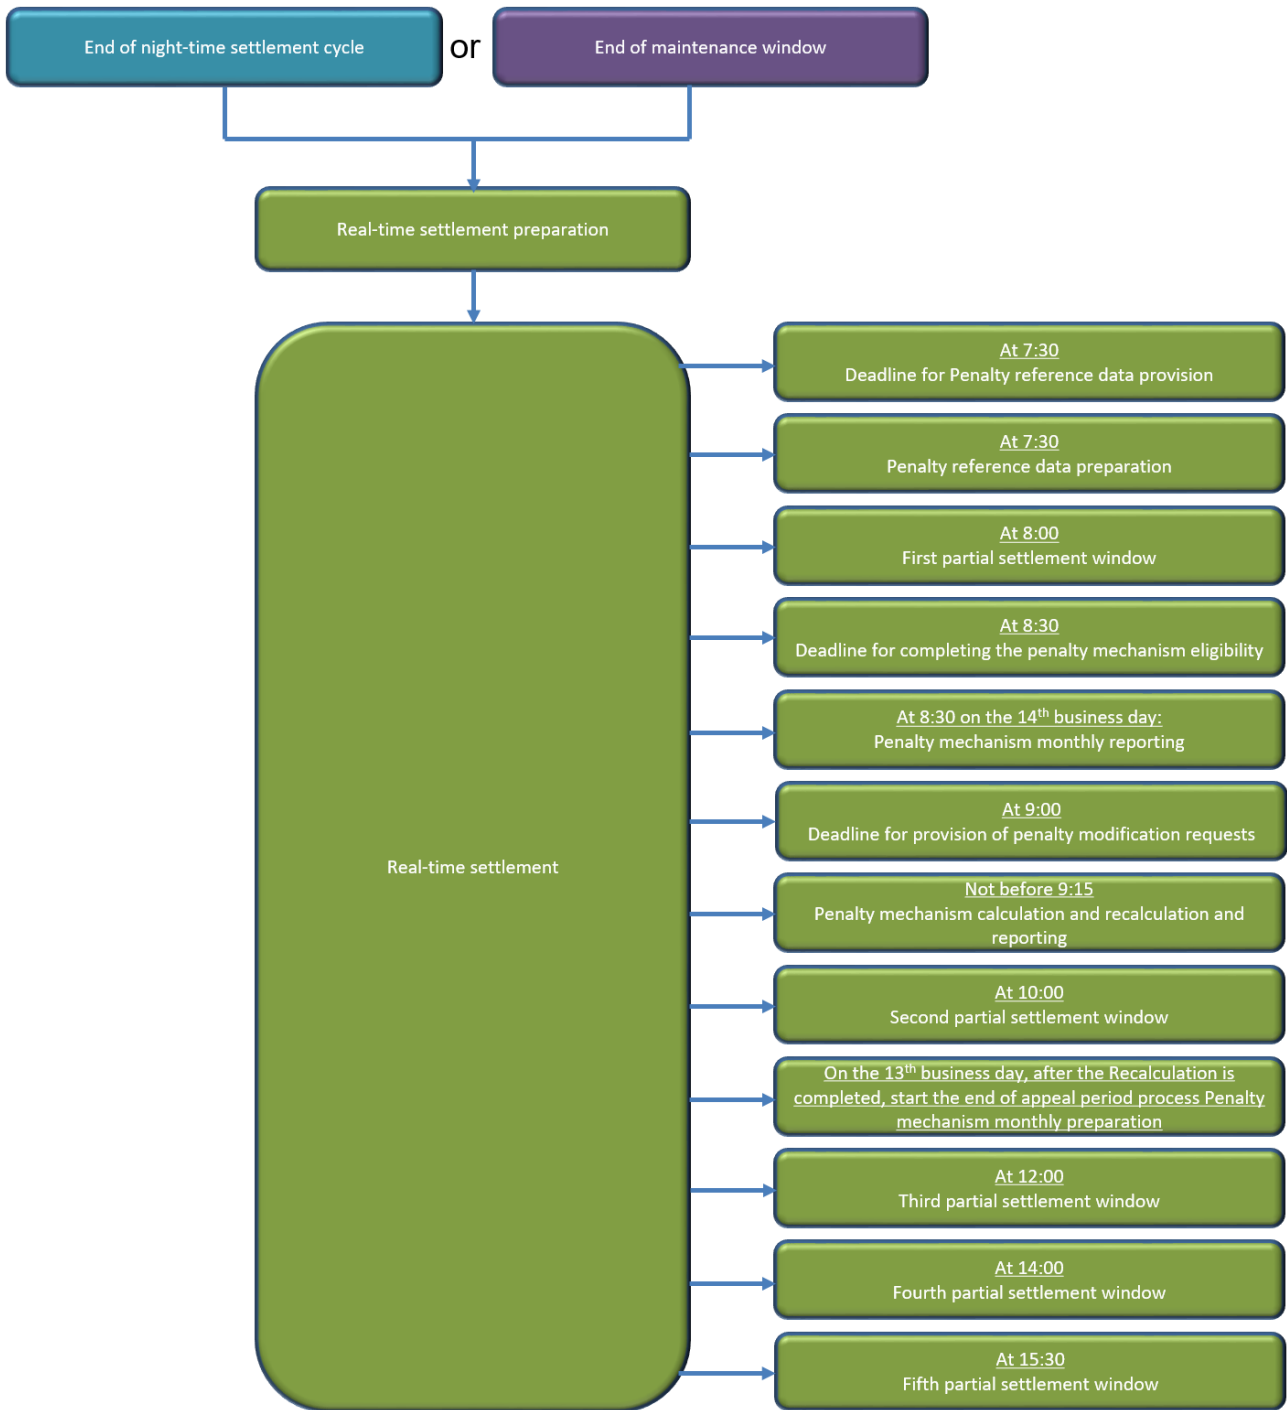 End of night-time settlement cycle
or
End of maintenance window
Real-time settlement preparation
Real-time settlement
At 7:30
Deadline for Penalty reference data provision
At 7:30
Penalty reference data preparation
At 8:00
First partial settlement window
At 8:30
Deadline for completing the penalty mechanism eligibility
At 8:30 on the 14th business day:
Penalty mechanism monthly reporting
At 9:00
Deadline for provision of penalty modification requests
Not before 9:15
Penalty mechanism calculation and recalculation and
reporting
At 10:00
Second partial settlement window
On the 13th business day, after the Recalculation is
completed, start the end of appeal period process Penalty
mechanism monthly preparation
At 12:00
Third partial settlement window
At 14:00
Fourth partial settlement window
At 15:30
Fifth partial settlement window